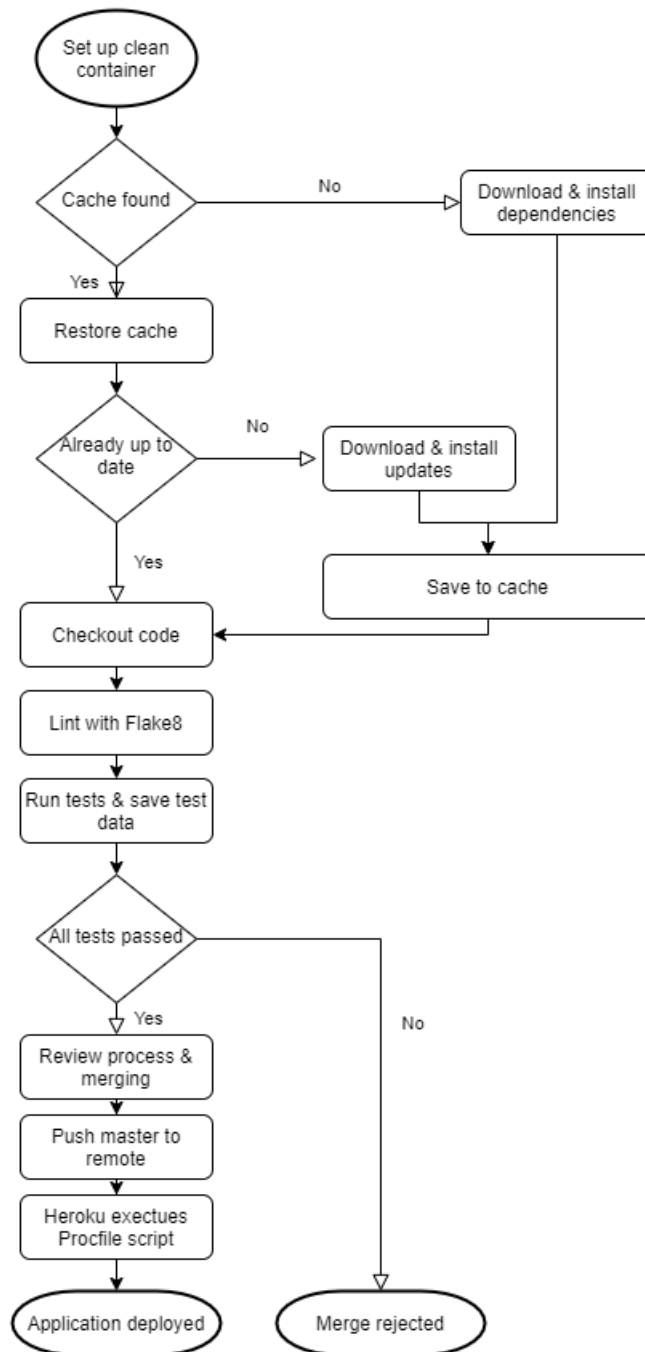 Set up clean
container
Cache found
No
Download & install
dependencies
Yes
Restore cache
Already up to
date
No
Download & install
updates
Yes
Save to cache
Checkout code
Lint with Flake8
Run tests & save test
data
All tests passed
Yes
No
Review process &
merging
Push master to
remote
Heroku exectues
Procfile script
Application deployed
Merge rejected